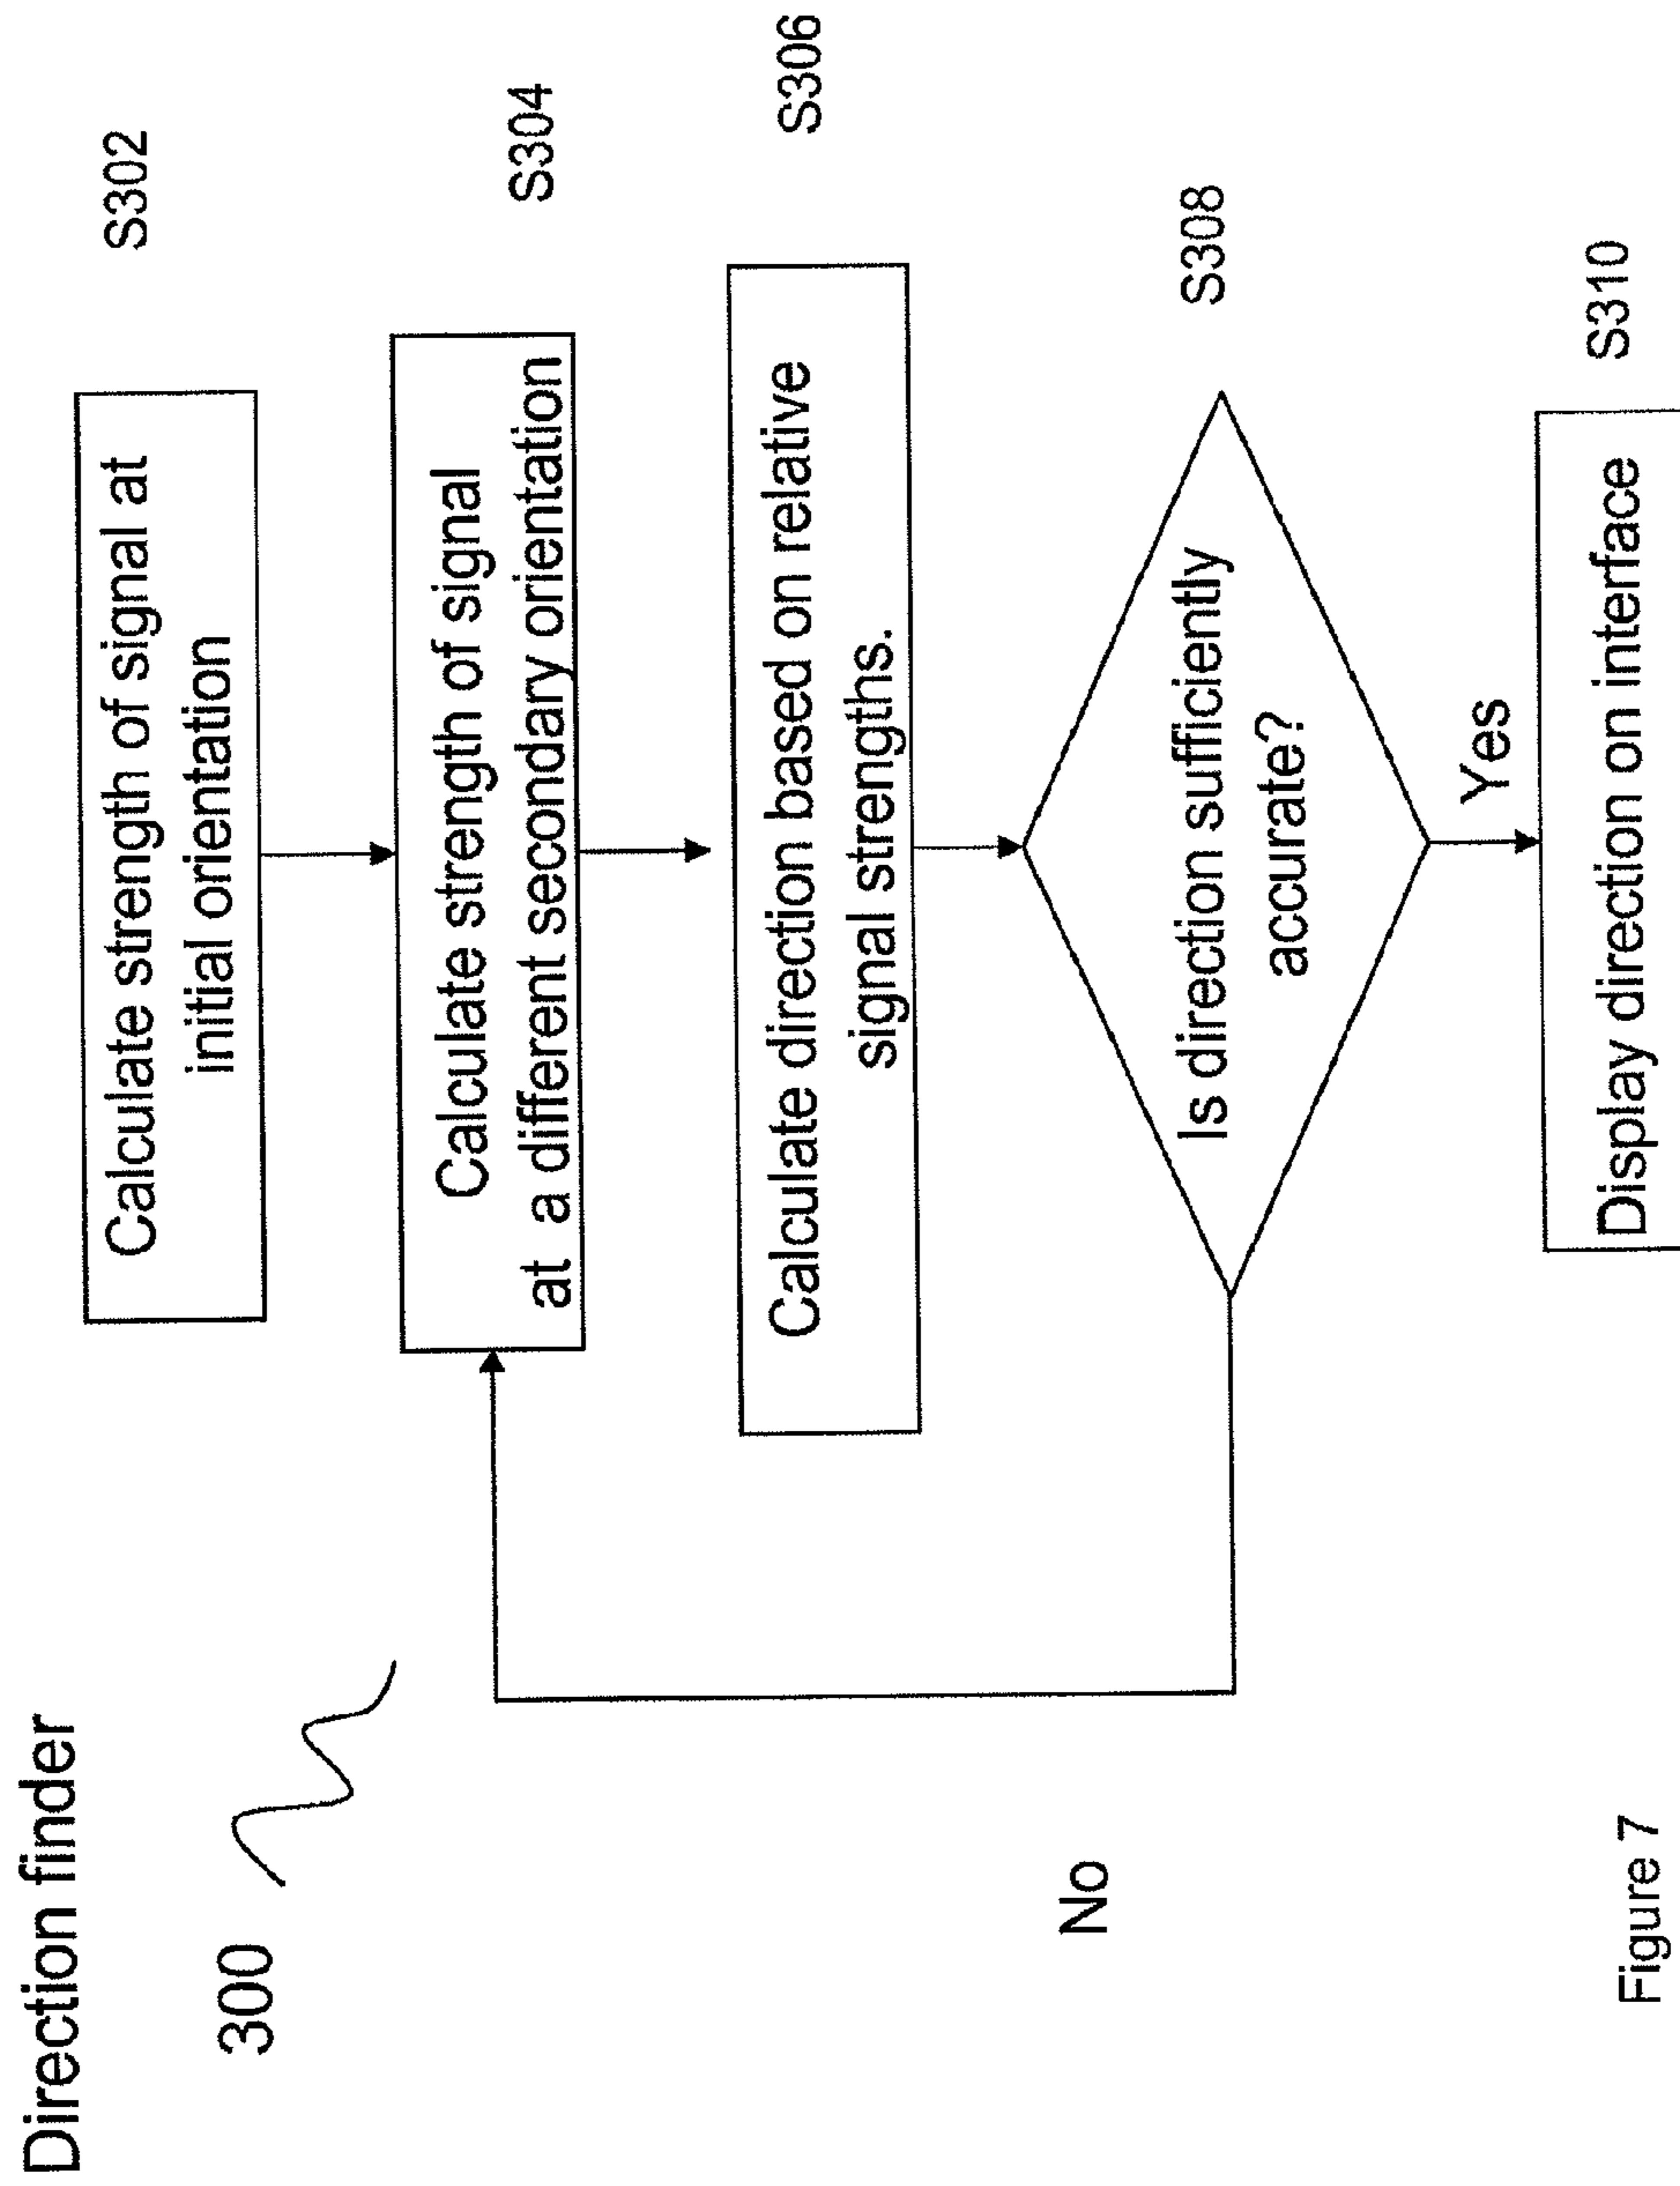 Direction finder
300
Calculate strength of signal at
initial orientation
S302
Calculate strength of signal
at a different secondary orientation
S304
Calculate direction based on relative
signal strengths.
S306
Is direction sufficiently
accurate?
S308
No
Yes
Display direction on interface
S310
Figure 7